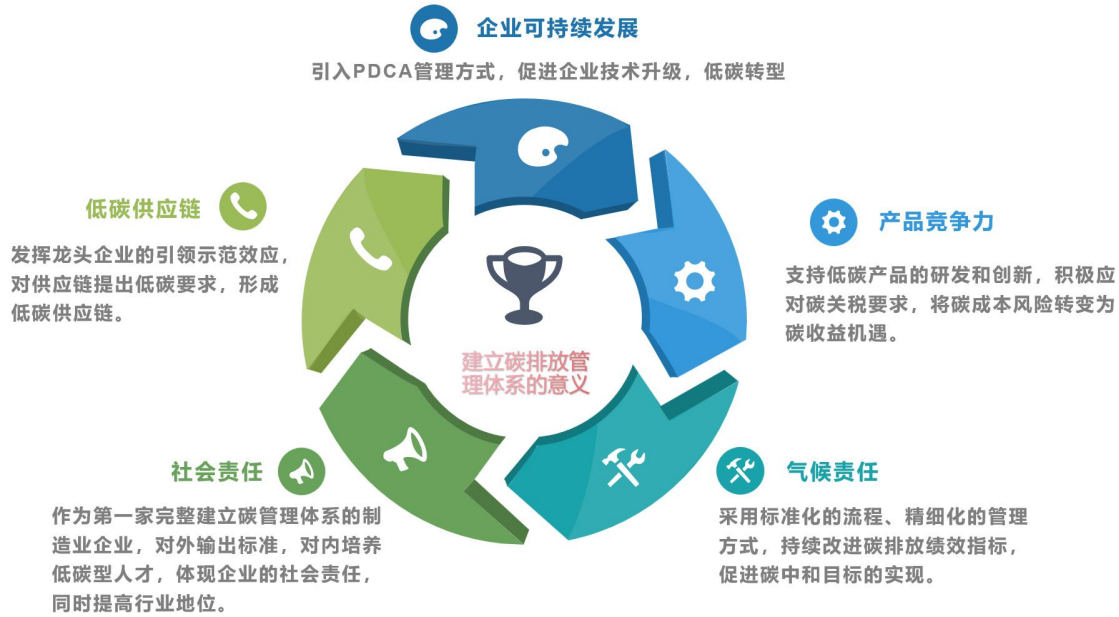 企业可持续发展
引入PDCA管理方式，促进企业技术升级，低碳转型
低碳供应链
发挥龙头企业的引领示范效应，
对供应链提出低碳要求，形成
低碳供应链。
产品竞争力
支持低碳产品的研发和创新，积极应
对碳关税要求，将碳成本风险转变为
碳收益机遇。
建立碳排放管
理体系的意义
社会责任
作为第一家完整建立碳管理体系的制
造业企业，对外输出标准，对内培养
低碳型人才，体现企业的社会责任，
同时提高行业地位。
气候责任
采用标准化的流程、精细化的管理
方式，持续改进碳排放绩效指标，
促进碳中和目标的实现。